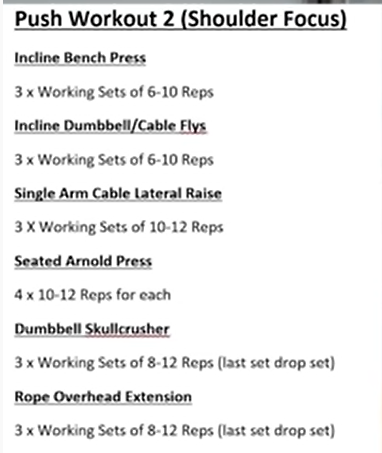 Push Workout 2 (Shoulder Focus)
Incline Bench Press
3 x Working Sets of 6-10 Reps
Incline Dumbbell/Cable Flys
3 x Working Sets of 6-10 Reps
Single Arm Cable Lateral Raise
3 X Working Sets of 10-12 Reps
Seated Arnold Press
4 x 10-12 Reps for each
Dumbbell Skullcrusher
3 x Working Sets of 8-12 Reps (last set drop set)
Rope Overhead Extension
3 x Working Sets of 8-12 Reps (last set drop set)